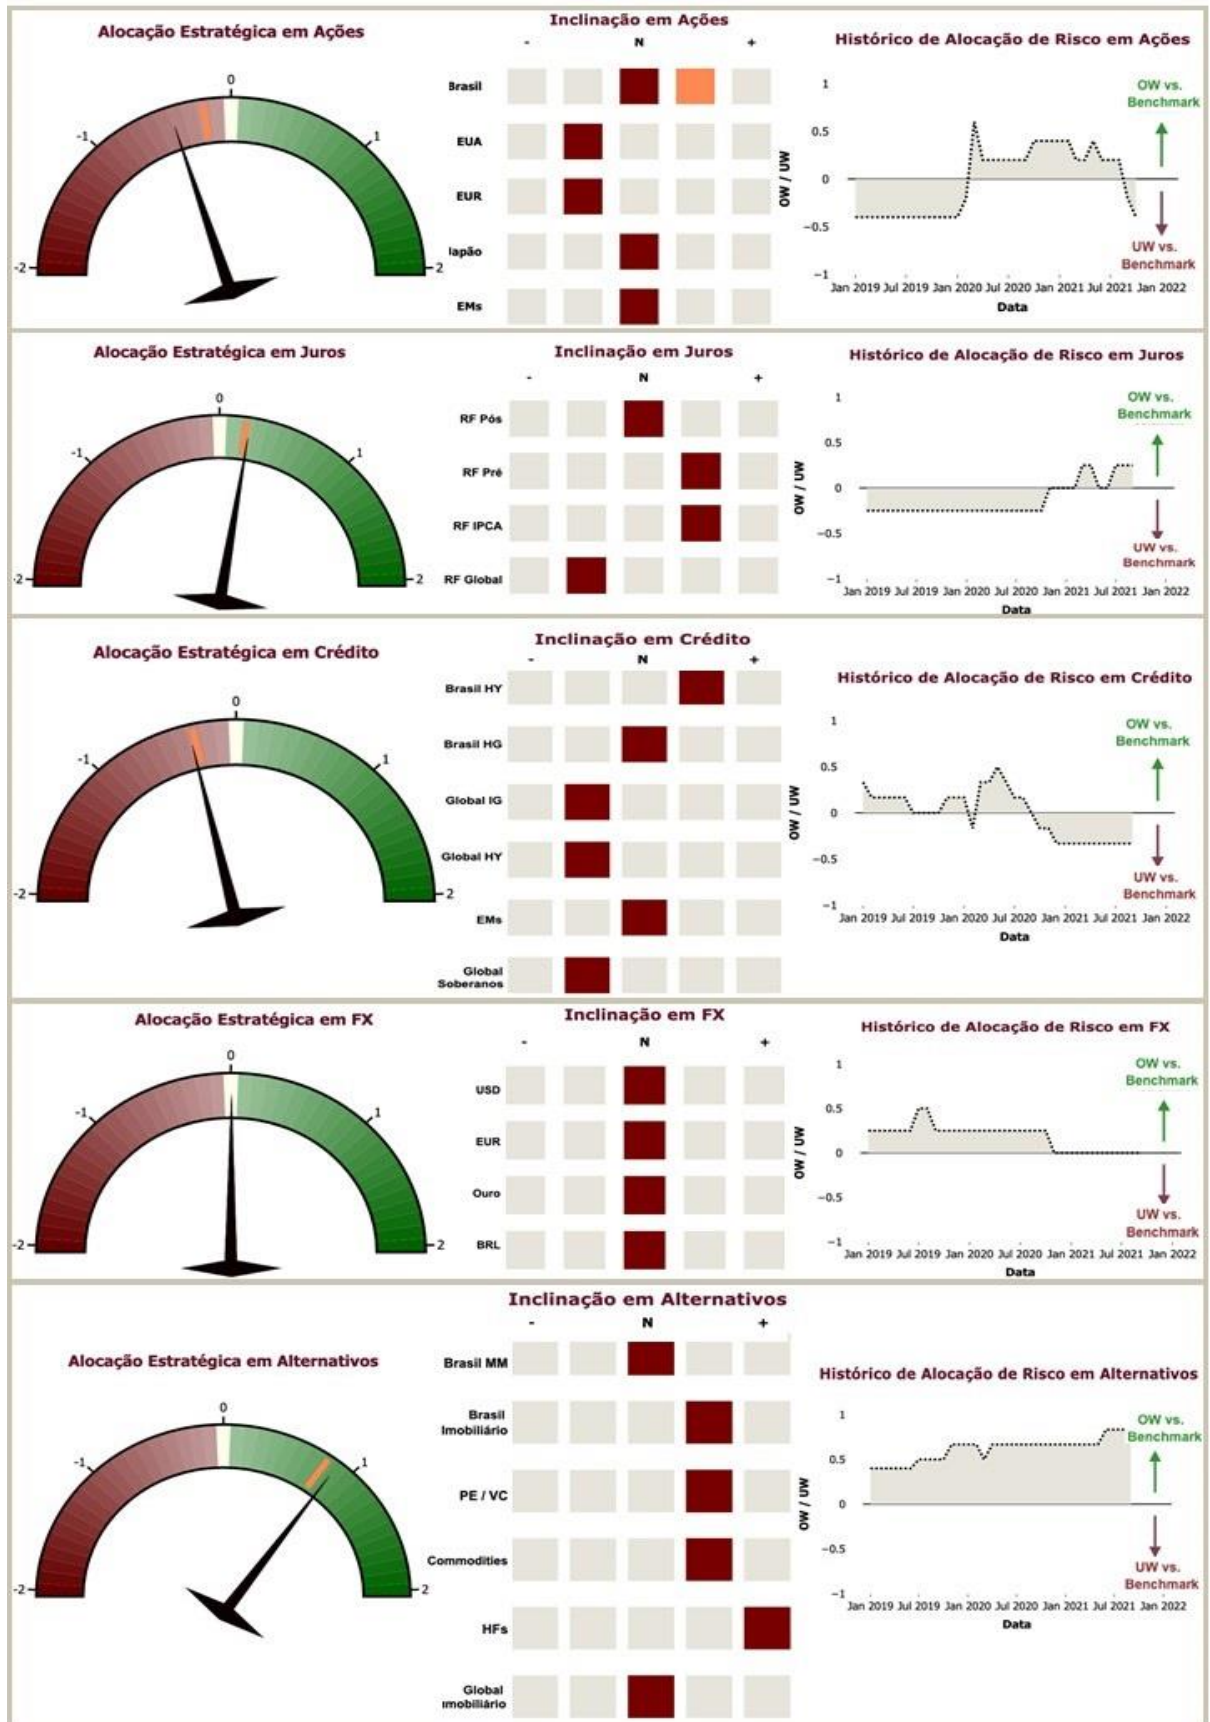 Alocação Estratégica em Ações
0
-1
1
-2
2
Inclinação em Ações
-
N
+
Brasil
EUA
EUR
Japão
EMs
Histórico de Alocação de Risco em Ações
OW / UW
1
0.5
0
−0.5
−1
OW vs.
Benchmark
UW vs.
Benchmark
Jan 2019 Jul 2019 Jan 2020 Jul 2020 Jan 2021 Jul 2021 Jan 2022
Data
Alocação Estratégica em Juros
0
-1
1
-2
2
Inclinação em Juros
-
N
+
RF Pós
RF Pré
RF IPCA
RF Global
Histórico de Alocação de Risco em Juros
OW / UW
1
0.5
0
−0.5
−1
OW vs.
Benchmark
UW vs.
Benchmark
Jan 2019 Jul 2019 Jan 2020 Jul 2020 Jan 2021 Jul 2021 Jan 2022
Data
Alocação Estratégica em Crédito
0
-1
1
-2
2
Inclinação em Crédito
-
N
+
Brasil HY
Brasil HG
Global IG
Global HY
EMs
Global
Soberanos
Histórico de Alocação de Risco em Crédito
OW / UW
1
0.5
0
−0.5
−1
OW vs.
Benchmark
UW vs.
Benchmark
Jan 2019 Jul 2019 Jan 2020 Jul 2020 Jan 2021 Jul 2021 Jan 2022
Data
Alocação Estratégica em FX
0
-1
1
-2
2
Inclinação em FX
-
N
+
USD
EUR
Ouro
BRL
Histórico de Alocação de Risco em FX
OW / UW
1
0.5
0
−0.5
−1
OW vs.
Benchmark
UW vs.
Benchmark
Jan 2019 Jul 2019 Jan 2020 Jul 2020 Jan 2021 Jul 2021 Jan 2022
Data
Alocação Estratégica em Alternativos
0
-1
1
-2
2
Inclinação em Alternativos
-
N
+
Brasil MM
Brasil
Imobiliário
PE / VC
Commodities
HFs
Global
Imobiliário
Histórico de Alocação de Risco em Alternativos
OW / UW
1
0.5
0
−0.5
−1
OW vs.
Benchmark
UW vs.
Benchmark
Jan 2019 Jul 2019 Jan 2020 Jul 2020 Jan 2021 Jul 2021 Jan 2022
Data